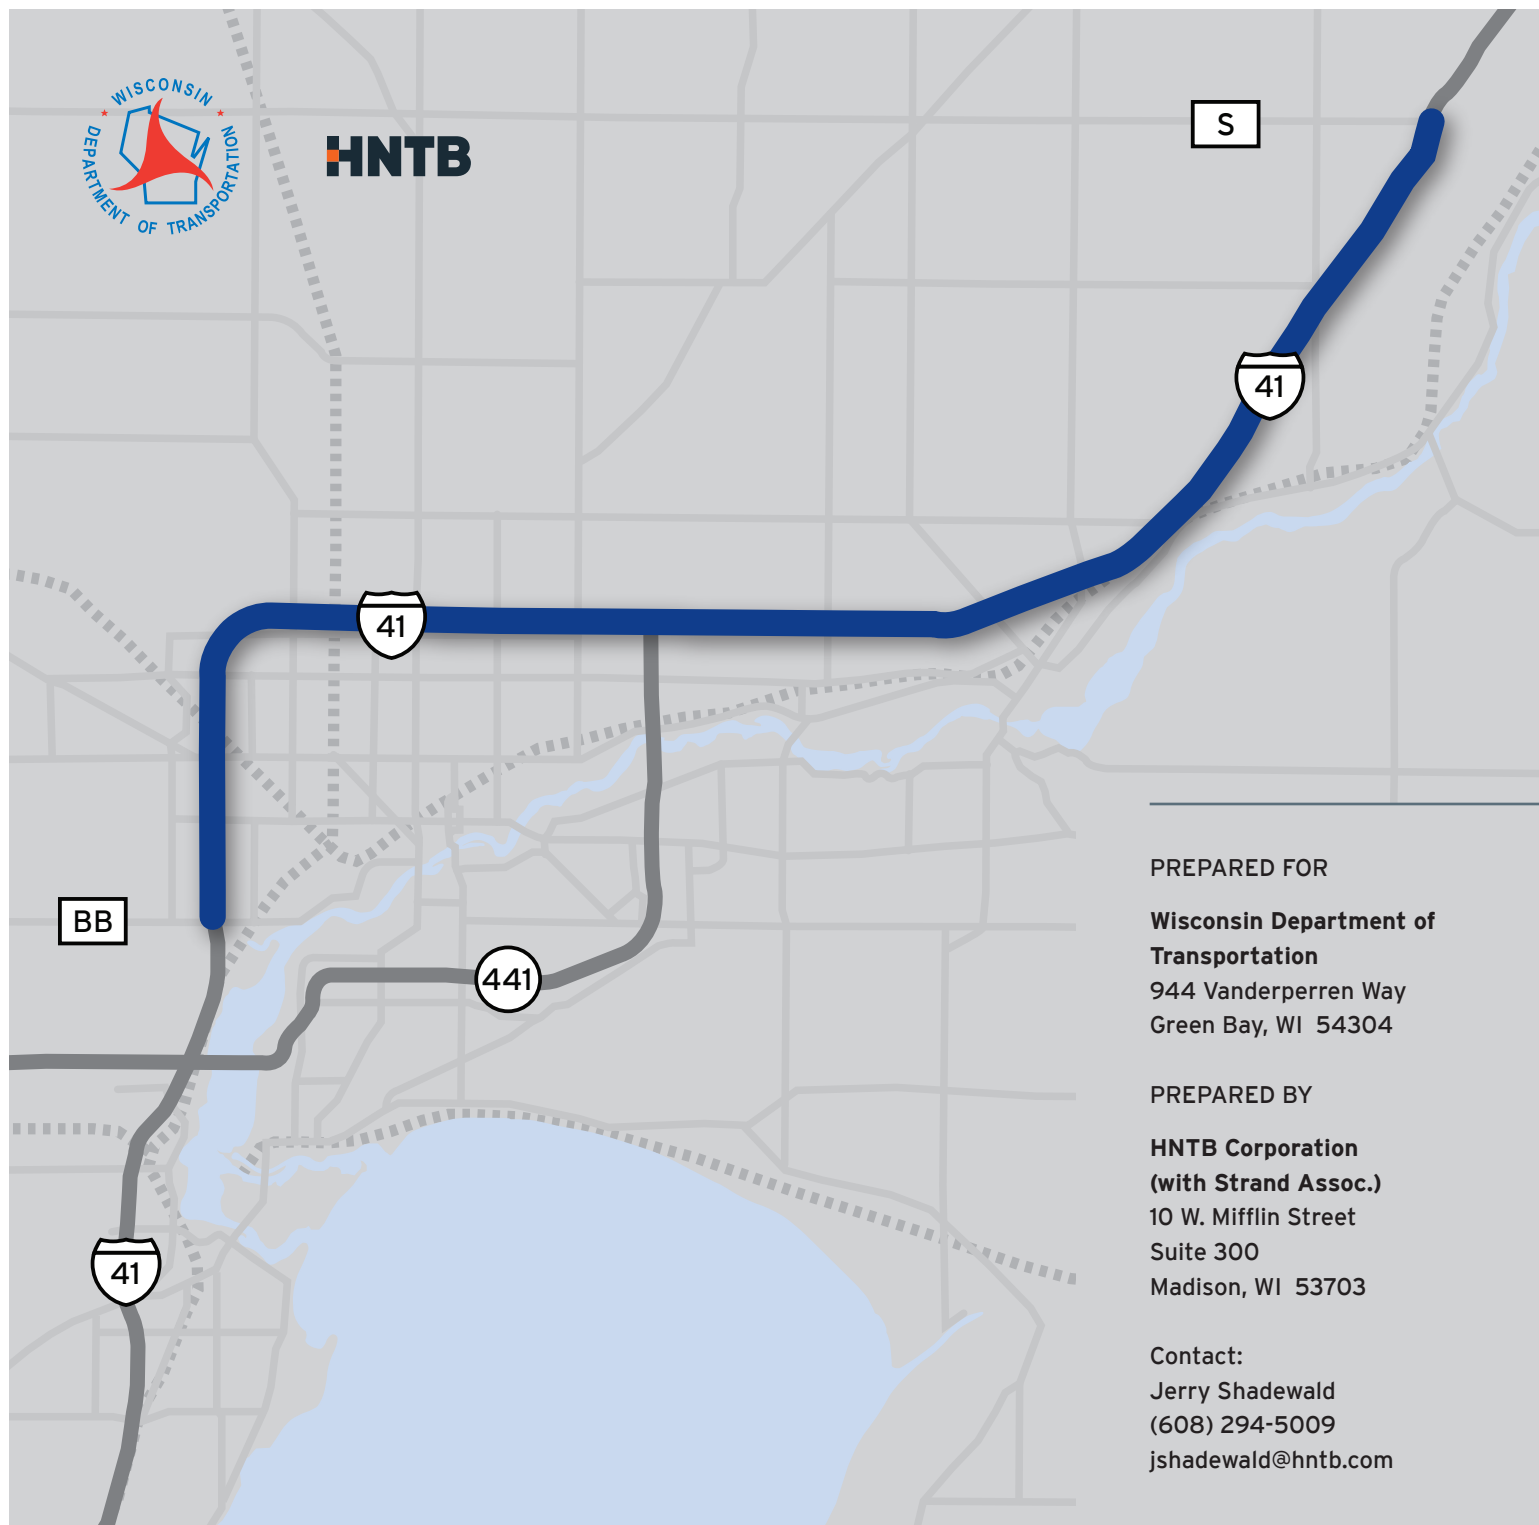 WISCONSIN
DEPARTMENT OF TRANSPORTATION
HNTB
S
41
41
BB
441
41
PREPARED FOR
Wisconsin Department of
Transportation
944 Vanderperren Way
Green Bay, WI  54304
PREPARED BY
HNTB Corporation
(with Strand Assoc.)
10 W. Mifflin Street
Suite 300
Madison, WI  53703
Contact:
Jerry Shadewald
(608) 294-5009
jshadewald@hntb.com